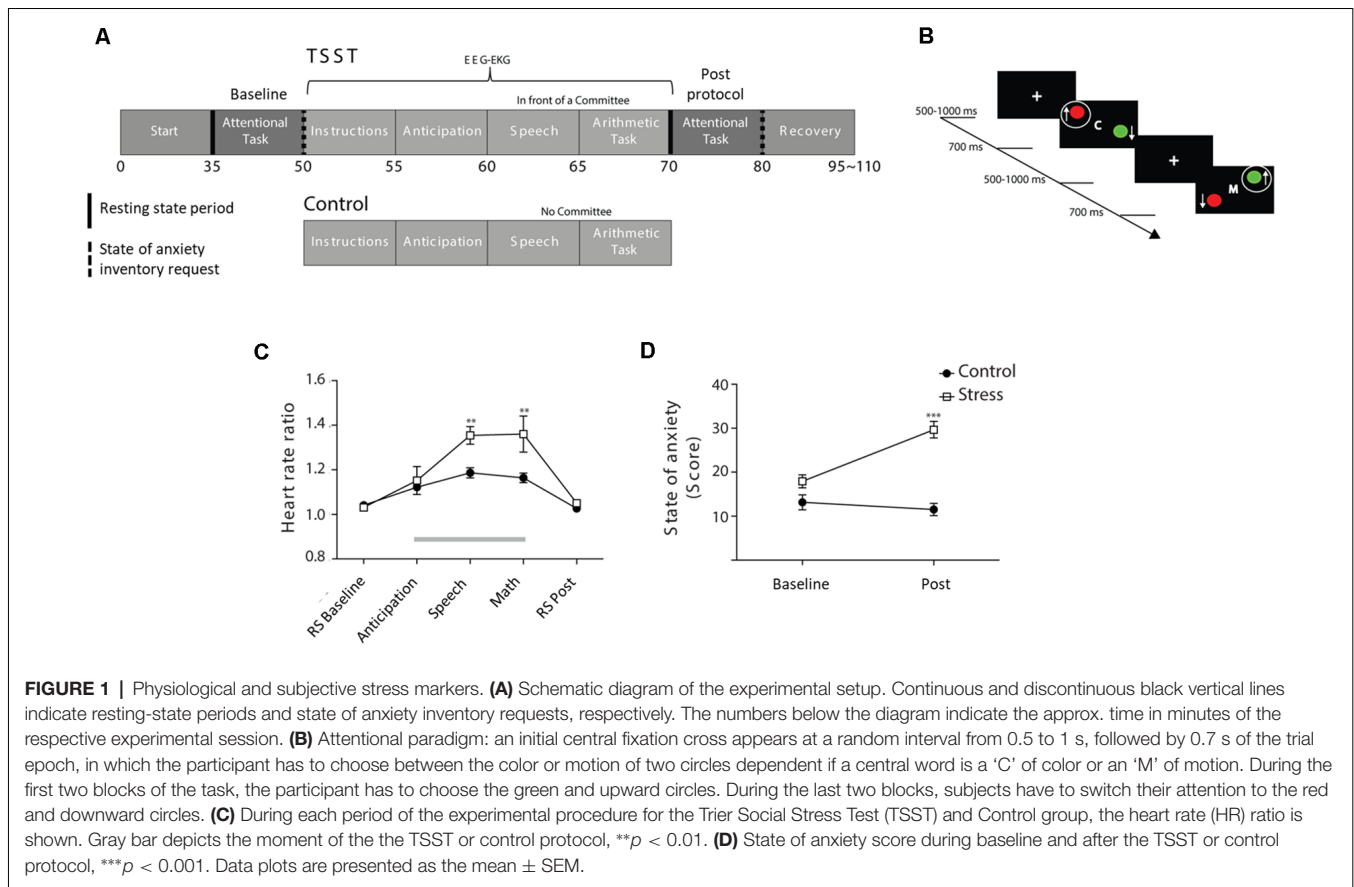 A
TSST
EEG-EKG
Baseline
In front of a Committee
Post
protocol
Start
Attentional
Task
Instructions
Anticipation
Speech
Arithmetic
Task
Attentional
Task
Recovery
0 35 50 55 60 65 70 80 95~110
Resting state period
State of anxiety
inventory request
Control
No Committee
Instructions
Anticipation
Speech
Arithmetic
Task
B
500-1000 ms
700 ms
500-1000 ms
700 ms
+
↑ C ↓
+
↓ M ↑
C
Heart rate ratio
1.6
1.4
1.2
1.0
0.8
** **
RS Baseline
Anticipation
Speech
Math
RS Post
D
Control
Stress
State of anxiety
(Score)
40
30
20
10
***
Baseline Post
FIGURE 1 | Physiological and subjective stress markers. (A) Schematic diagram of the experimental setup. Continuous and discontinuous black vertical lines
indicate resting-state periods and state of anxiety inventory requests, respectively. The numbers below the diagram indicate the approx. time in minutes of the
respective experimental session. (B) Attentional paradigm: an initial central fixation cross appears at a random interval from 0.5 to 1 s, followed by 0.7 s of the trial
epoch, in which the participant has to choose between the color or motion of two circles dependent if a central word is a ‘C’ of color or an ‘M’ of motion. During the
first two blocks of the task, the participant has to choose the green and upward circles. During the last two blocks, subjects have to switch their attention to the red
and downward circles. (C) During each period of the experimental procedure for the Trier Social Stress Test (TSST) and Control group, the heart rate (HR) ratio is
shown. Gray bar depicts the moment of the the TSST or control protocol, **p < 0.01. (D) State of anxiety score during baseline and after the TSST or control
protocol, ***p < 0.001. Data plots are presented as the mean ± SEM.